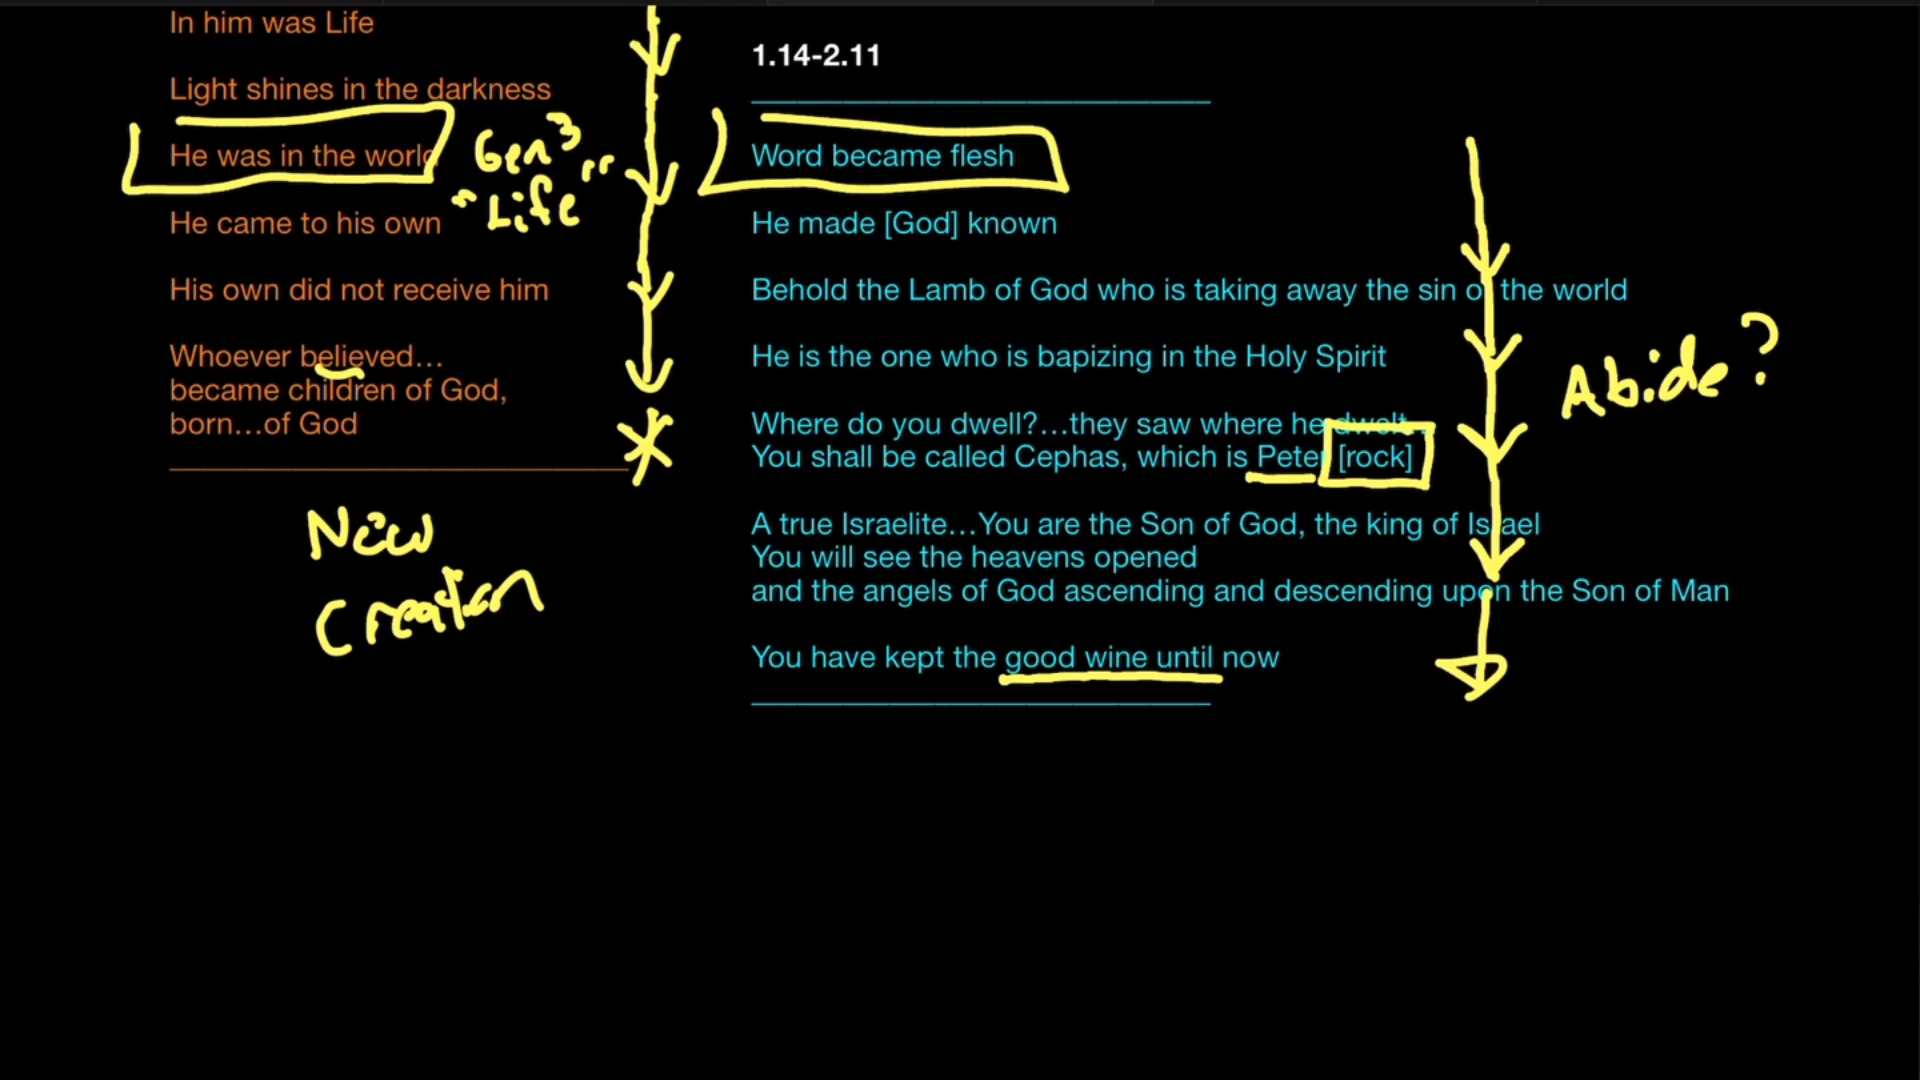 In him was Life
Light shines in the darkness
He was in the world
Gen 3
"Life"
He came to his own
His own did not receive him
Whoever believed...
became children of God,
born...of God
New
Creation
1.14-2.11
Word became flesh
He made [God] known
Behold the Lamb of God who is taking away the sin of the world
He is the one who is bapizing in the Holy Spirit
Where do you dwell?...they saw where he dwelt...
You shall be called Cephas, which is Peter [rock]
A true Israelite...You are the Son of God, the king of Israel
You will see the heavens opened
and the angels of God ascending and descending upon the Son of Man
You have kept the good wine until now
Abide?